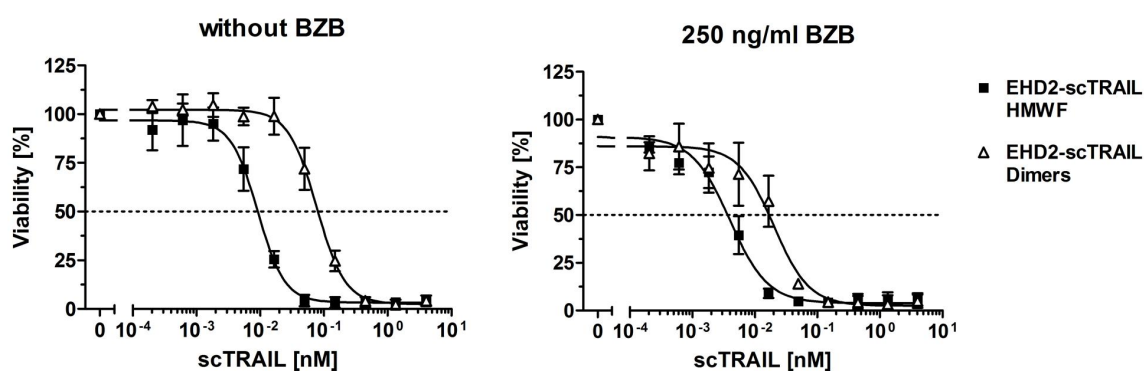 without BZB
125
100
75
50
25
0
Viability [%]
0 10⁻⁴ 10⁻³ 10⁻² 10⁻¹ 10⁰ 10¹
scTRAIL [nM]
250 ng/ml BZB
125
100
75
50
25
0
Viability [%]
0 10⁻⁴ 10⁻³ 10⁻² 10⁻¹ 10⁰ 10¹
scTRAIL [nM]
EHD2-scTRAIL
HMWF
EHD2-scTRAIL
Dimers